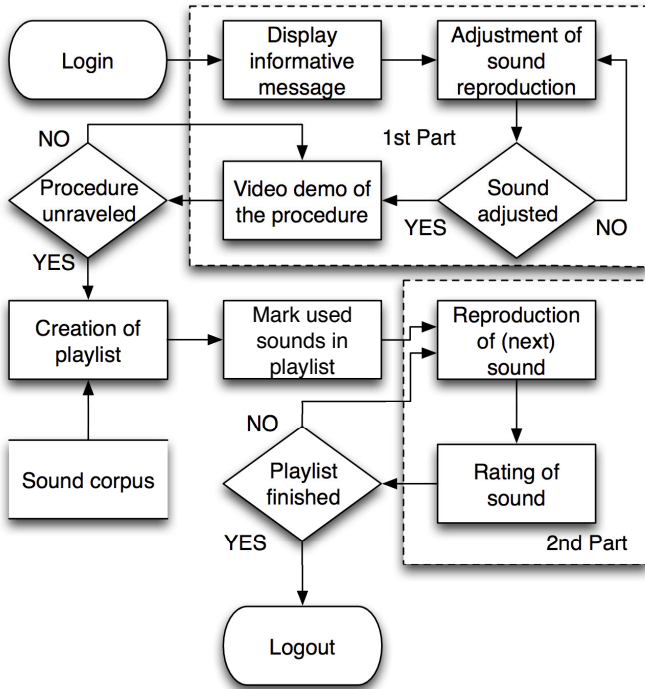 Login
Display
informative
message
Adjustment of
sound
reproduction
NO
1st Part
Procedure
unraveled
Video demo of
the procedure
Sound
adjusted
YES
NO
YES
Creation of
playlist
Mark used
sounds in
playlist
Reproduction
of (next)
sound
NO
Sound corpus
Playlist
finished
Rating of
sound
YES
2nd Part
Logout